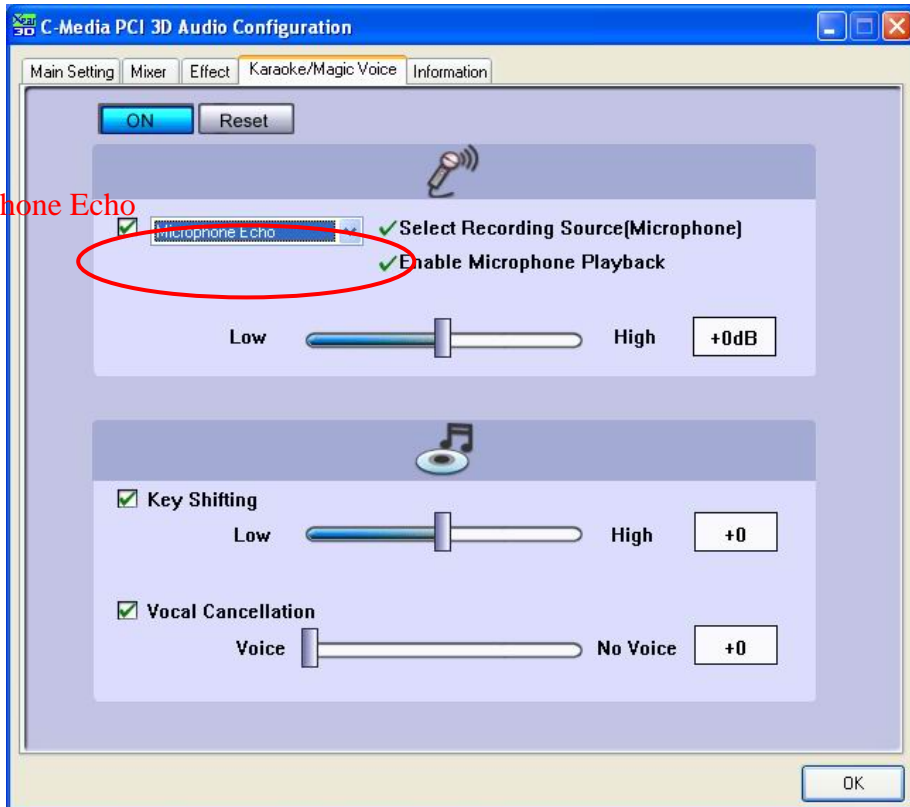 Xear 3D C-Media PCI 3D Audio Configuration
Main Setting Mixer Effect Karaoke/Magic Voice Information
ON Reset
hone Echo
Microphone Echo Select Recording Source(Microphone)
Enable Microphone Playback
Low High +0dB
Key Shifting
Low High +0
Vocal Cancellation
Voice No Voice +0
OK